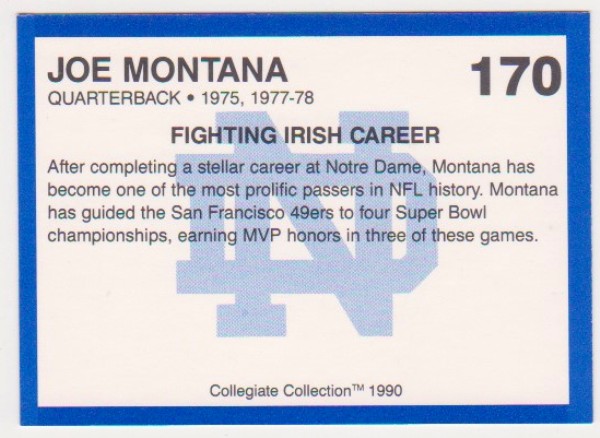 JOE MONTANA
170
QUARTERBACK • 1975, 1977-78
FIGHTING IRISH CAREER
After completing a stellar career at Notre Dame, Montana has
become one of the most prolific passers in NFL history. Montana
has guided the San Francisco 49ers to four Super Bowl
championships, earning MVP honors in three of these games.
ND
Collegiate Collection™ 1990